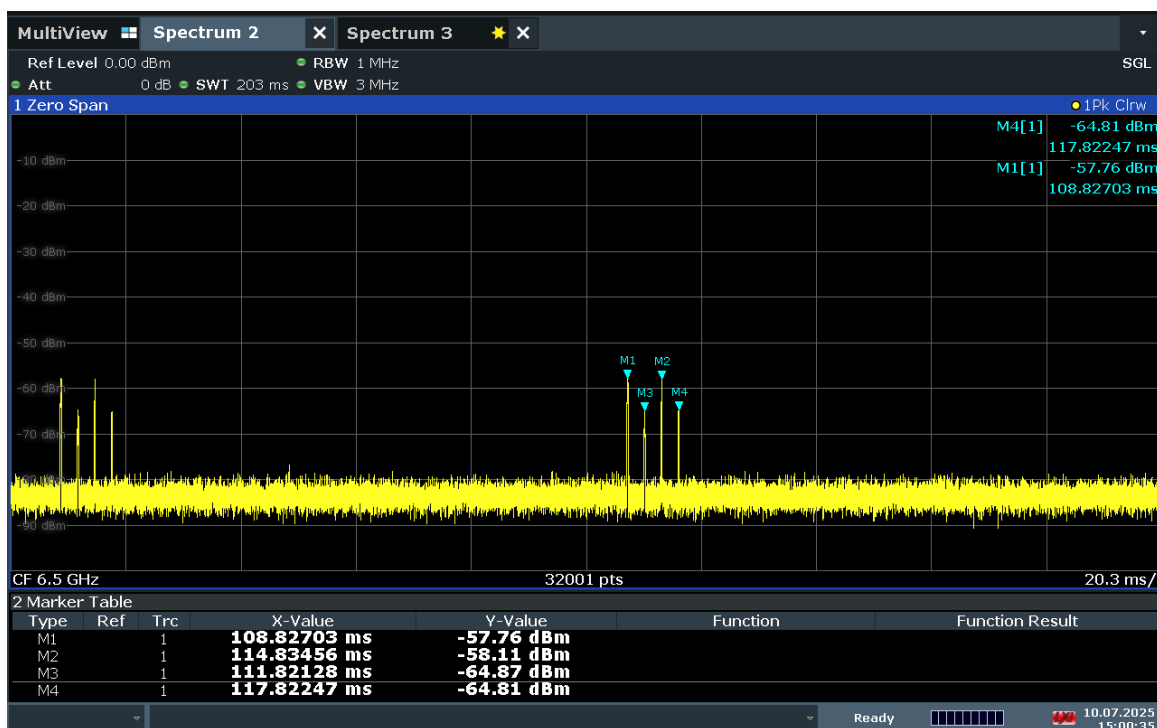 MultiView Spectrum 2 X Spectrum 3 X
Ref Level 0.00 dBm RBW 1 MHz SGL
Att 0 dB SWT 203 ms VBW 3 MHz
1 Zero Span 1Pk Clrw
M4[1] -64.81 dBm
117.82247 ms
-10 dBm
M1[1] -57.76 dBm
108.82703 ms
-20 dBm
-30 dBm
-40 dBm
-50 dBm
M1 M2
-60 dBm
M3 M4
-70 dBm
-90 dBm
CF 6.5 GHz 32001 pts 20.3 ms/
2 Marker Table
Type Ref Trc X-Value Y-Value Function Function Result
M1 1 108.82703 ms -57.76 dBm
M2 1 114.83456 ms -58.11 dBm
M3 1 111.82128 ms -64.87 dBm
M4 1 117.82247 ms -64.81 dBm
Ready 10.07.2025
15:00:35